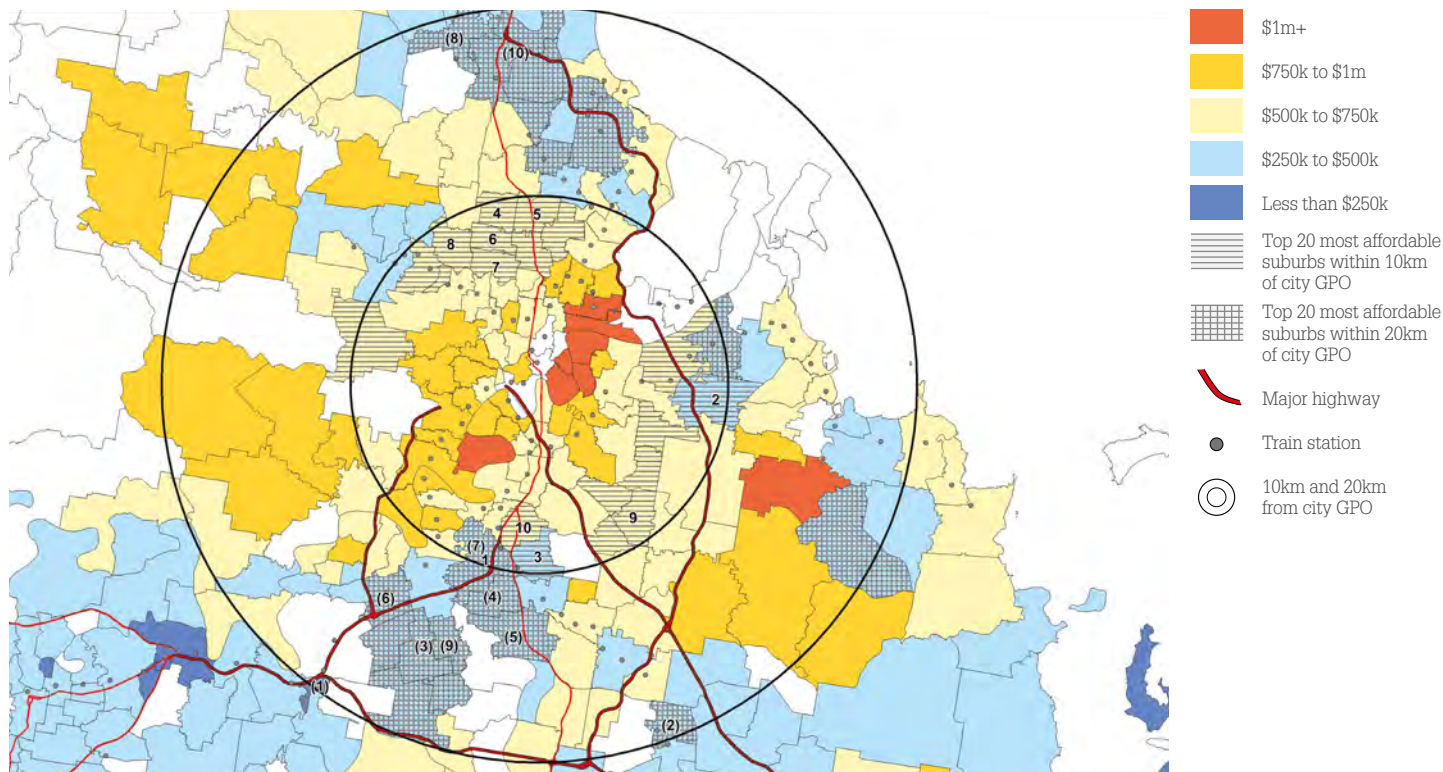 (8)
(10)
4
5
8
6
7
2
9
10
(7)
1
3
(6)
(4)
(5)
(3)
(9)
(1)
(2)
$1m+
$750k to $1m
$500k to $750k
$250k to $500k
Less than $250k
Top 20 most affordable
suburbs within 10km
of city GPO
Top 20 most affordable
suburbs within 20km
of city GPO
Major highway
Train station
10km and 20km
from city GPO